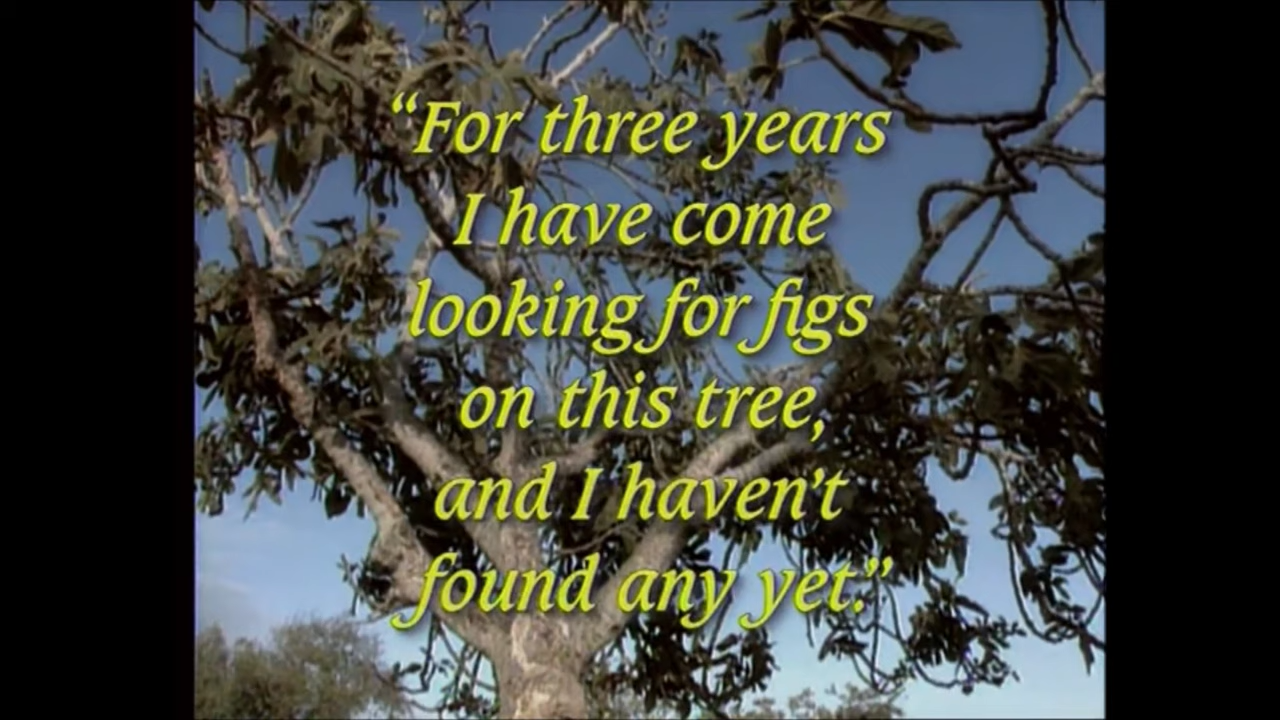 “For three years
I have come
looking for figs
on this tree,
and I haven’t
found any yet.”